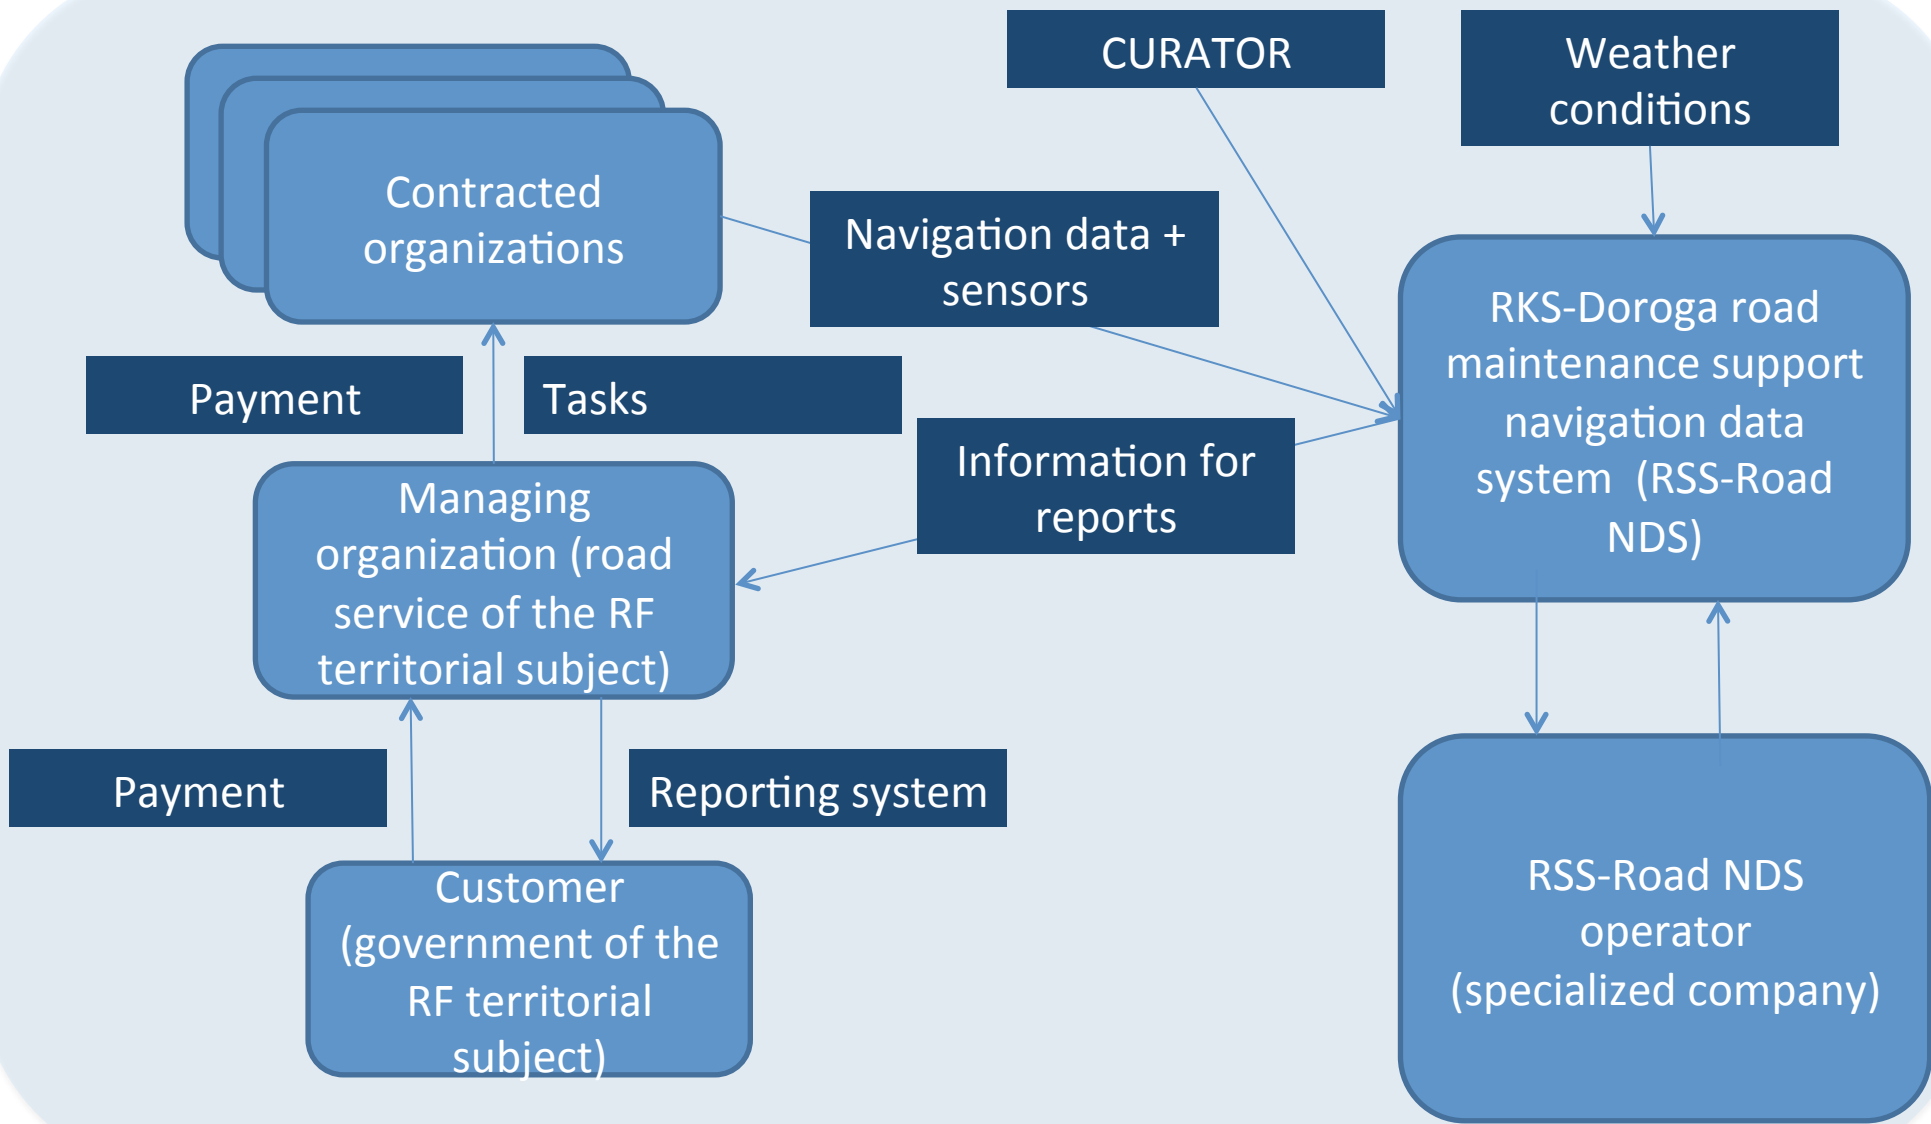 CURATOR
Weather
conditions
Contracted
organizations
Navigation data +
sensors
RKS-Doroga road
maintenance support
navigation data
system  (RSS-Road
NDS)
Payment
Tasks
Information for
reports
Managing
organization (road
service of the RF
territorial subject)
Payment
Reporting system
Customer
(government of the
RF territorial
subject)
RSS-Road NDS
operator
(specialized company)